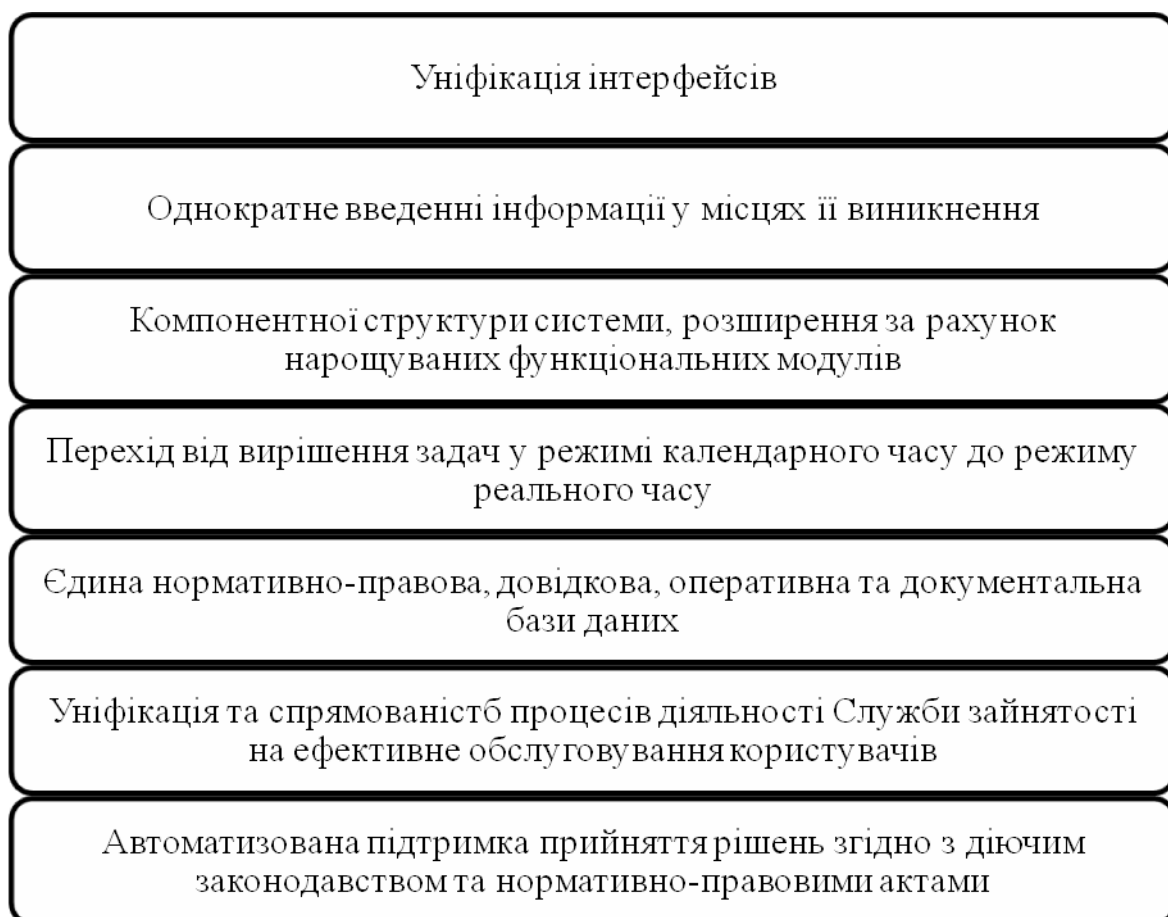 Уніфікація інтерфейсів
Однократне введенні інформації у місцях її виникнення
Компонентної структури системи, розширення за рахунок
нарощуваних функціональних модулів
Перехід від вирішення задач у режимі календарного часу до режиму
реального часу
Єдина нормативно-правова, довідкова, оперативна та документальна
бази даних
Уніфікація та спрямованістб процесів діяльності Служби зайнятості
на ефективне обслуговування користувачів
Автоматизована підтримка прийняття рішень згідно з діючим
законодавством та нормативно-правовими актами